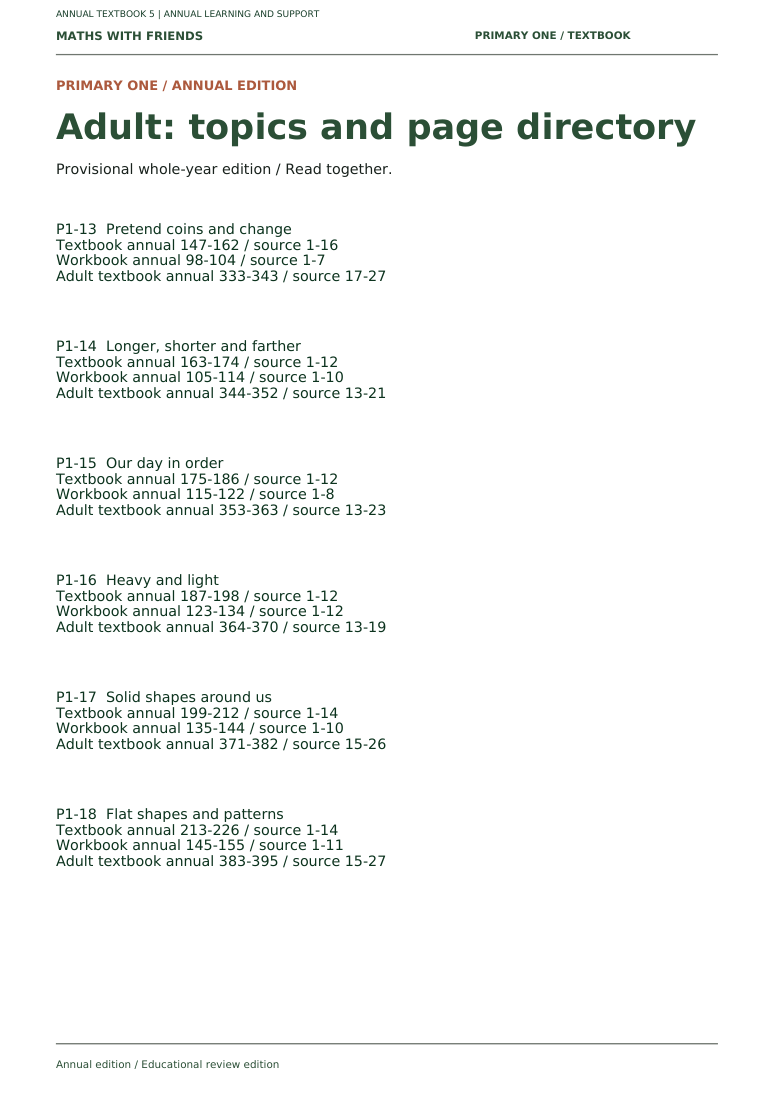 ANNUAL TEXTBOOK 5 | ANNUAL LEARNING AND SUPPORT
MATHS WITH FRIENDS
PRIMARY ONE / TEXTBOOK
PRIMARY ONE / ANNUAL EDITION
Adult: topics and page directory
Provisional whole-year edition / Read together.
P1-13 Pretend coins and change
Textbook annual 147-162 / source 1-16
Workbook annual 98-104 / source 1-7
Adult textbook annual 333-343 / source 17-27
P1-14 Longer, shorter and farther
Textbook annual 163-174 / source 1-12
Workbook annual 105-114 / source 1-10
Adult textbook annual 344-352 / source 13-21
P1-15 Our day in order
Textbook annual 175-186 / source 1-12
Workbook annual 115-122 / source 1-8
Adult textbook annual 353-363 / source 13-23
P1-16 Heavy and light
Textbook annual 187-198 / source 1-12
Workbook annual 123-134 / source 1-12
Adult textbook annual 364-370 / source 13-19
P1-17 Solid shapes around us
Textbook annual 199-212 / source 1-14
Workbook annual 135-144 / source 1-10
Adult textbook annual 371-382 / source 15-26
P1-18 Flat shapes and patterns
Textbook annual 213-226 / source 1-14
Workbook annual 145-155 / source 1-11
Adult textbook annual 383-395 / source 15-27
Annual edition / Educational review edition